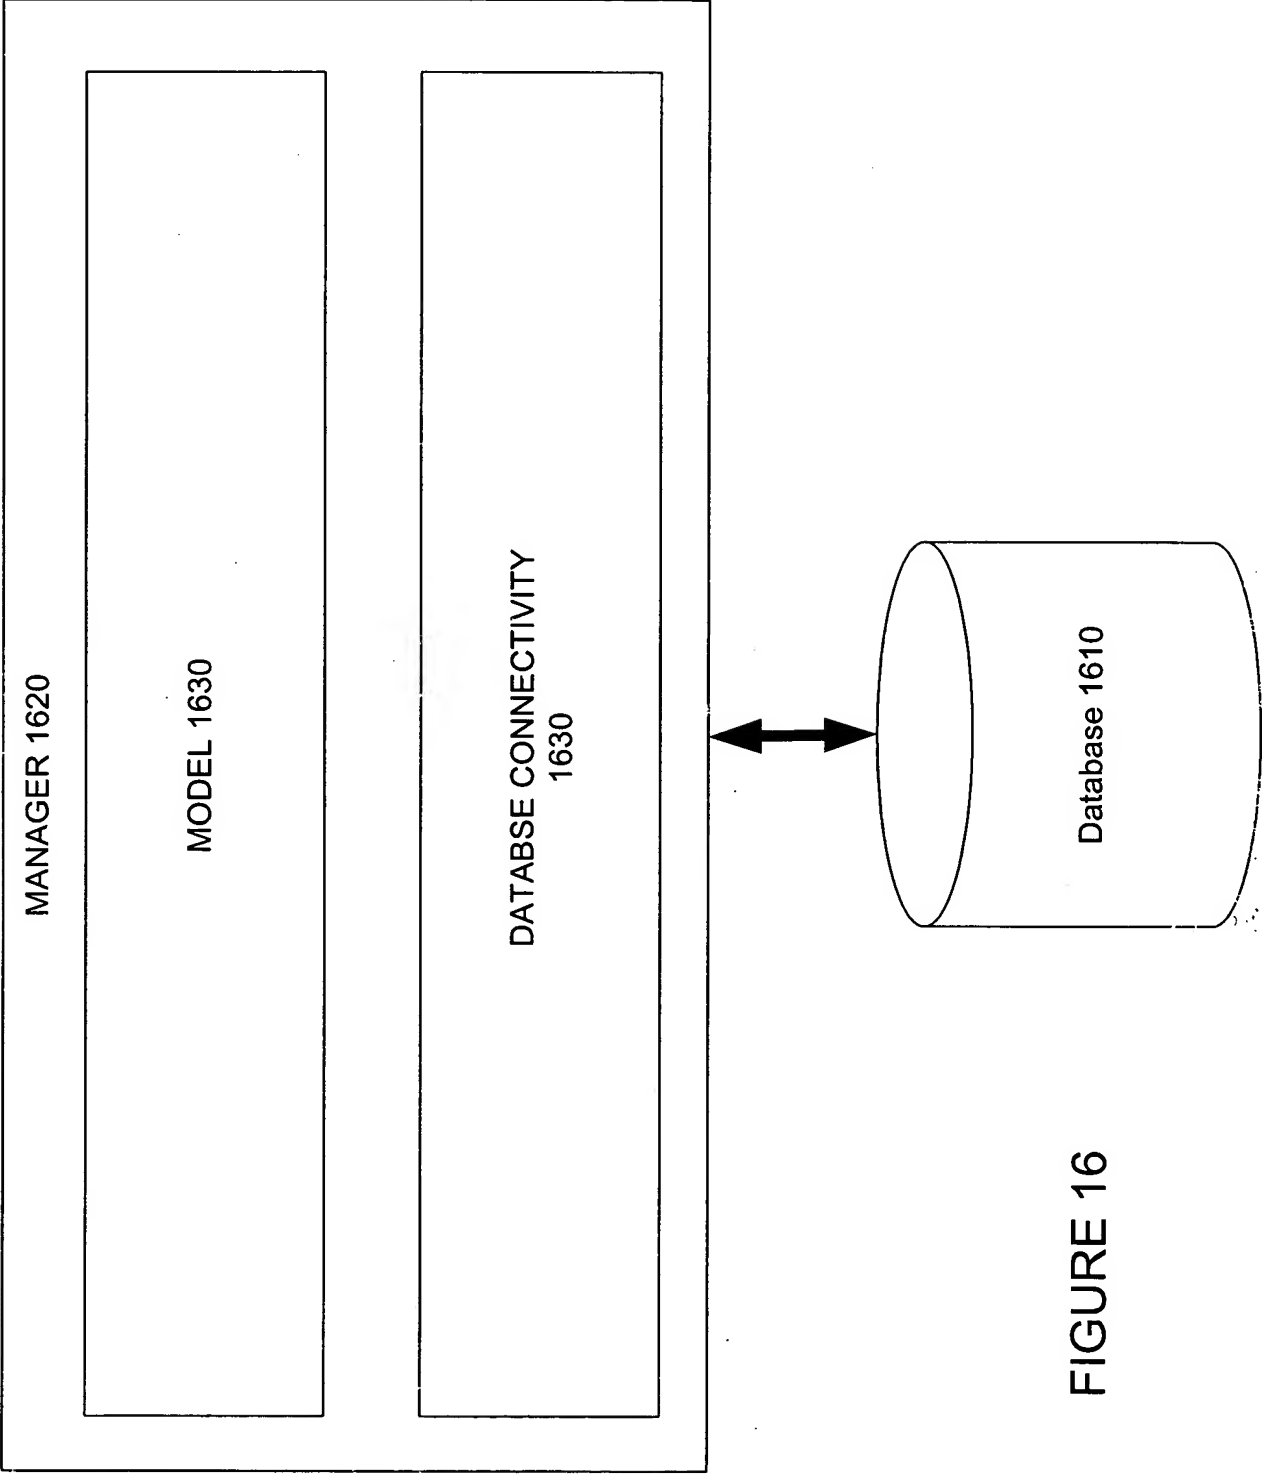 MANAGER 1620
MODEL 1630
DATABSE CONNECTIVITY
1630
Database 1610
FIGURE 16